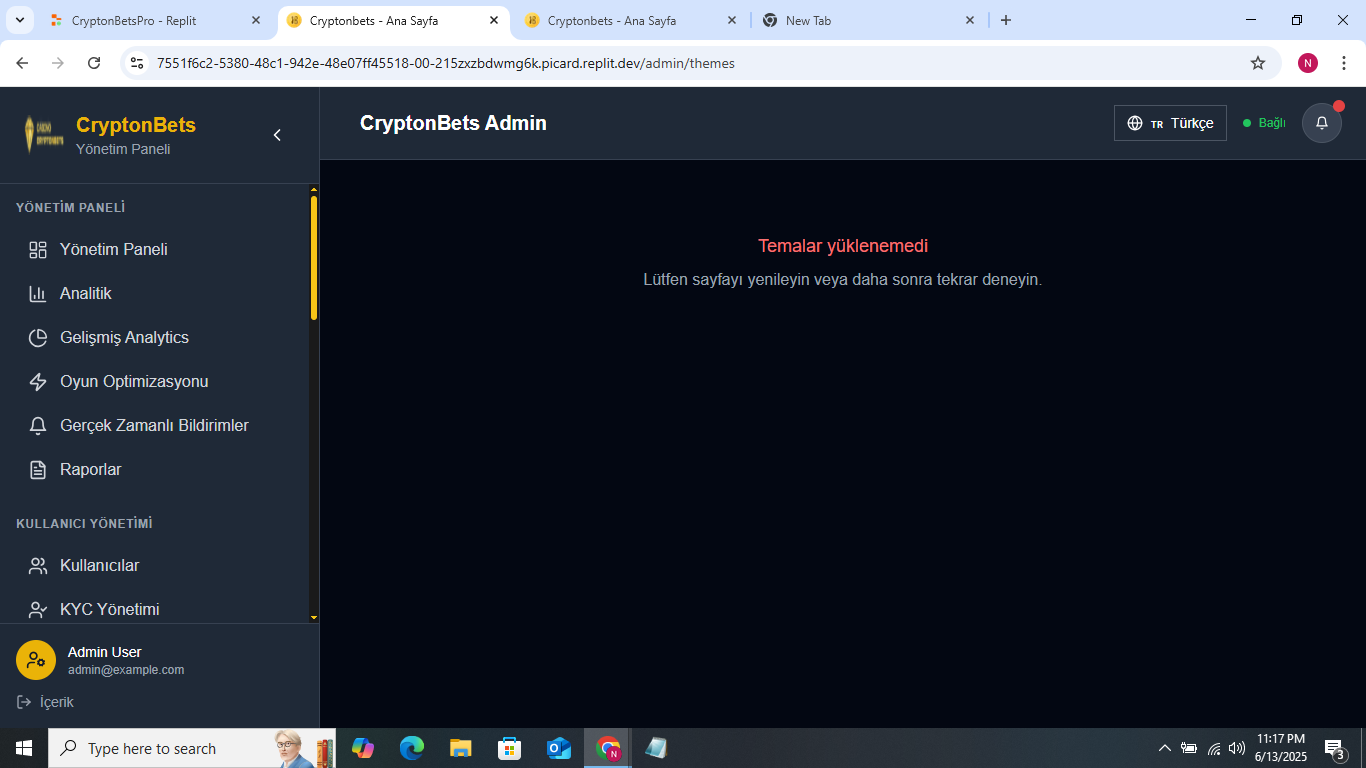 CryptonBetsPro - Replit
Cryptonbets - Ana Sayfa
Cryptonbets - Ana Sayfa
New Tab
7551f6c2-5380-48c1-942e-48e07ff45518-00-215zxzbdwmg6k.picard.replit.dev/admin/themes
N
CASINO
CRYPTONBETS
CryptonBets
Yönetim Paneli
CryptonBets Admin
TR Türkçe
Bağlı
YÖNETİM PANELİ
Yönetim Paneli
Analitik
Gelişmiş Analytics
Oyun Optimizasyonu
Gerçek Zamanlı Bildirimler
Raporlar
KULLANICI YÖNETİMİ
Kullanıcılar
KYC Yönetimi
Temalar yüklenemedi
Lütfen sayfayı yenileyin veya daha sonra tekrar deneyin.
Admin User
admin@example.com
İçerik
Type here to search
N
11:17 PM
6/13/2025
3